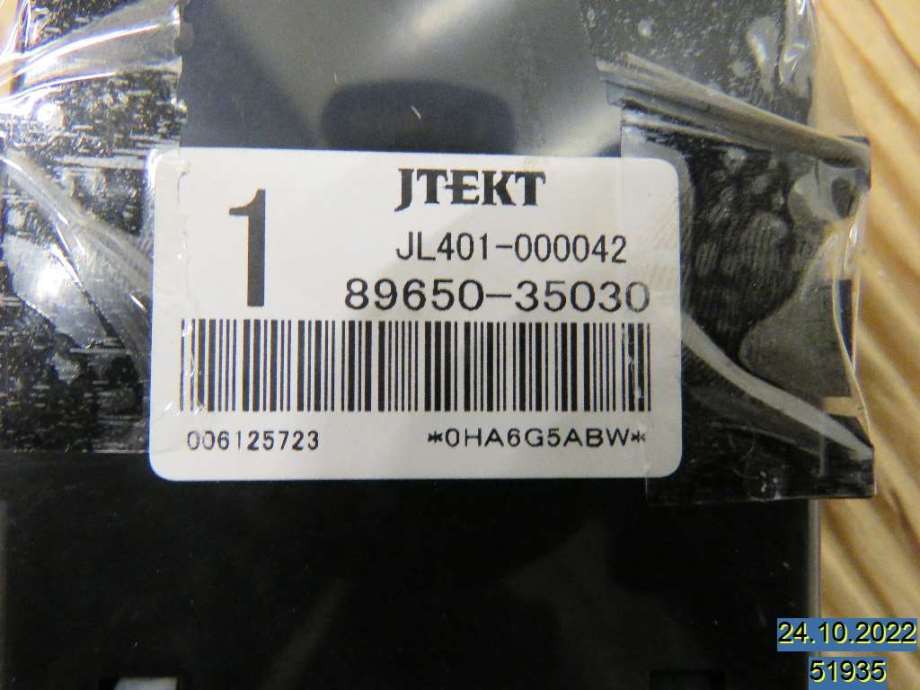 JTEKT
1
JL401-000042
89650-35030
006125723 *0HA6G5ABW*
24.10.2022
51935